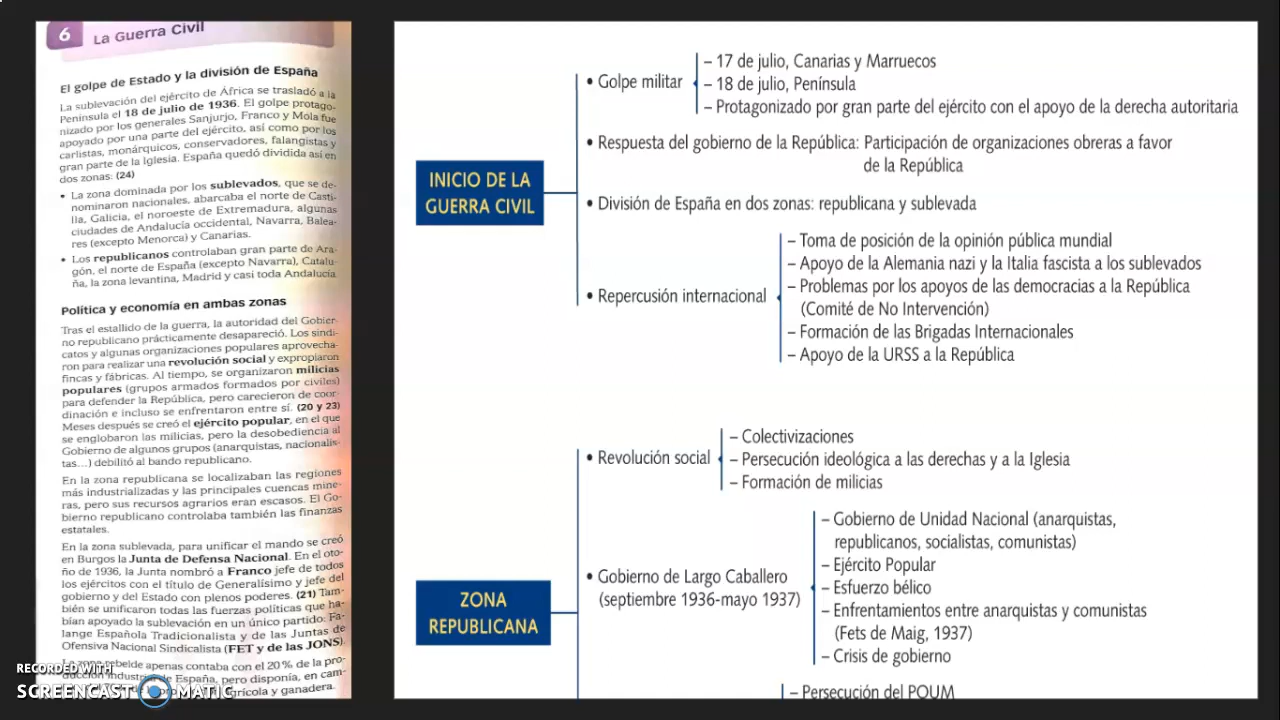 6 La Guerra Civil
El golpe de Estado y la división de España
La sublevación del ejército de África se trasladó a la
Península el 18 de julio de 1936. El golpe protago-
nizado por los generales Sanjurjo, Franco y Mola fue
apoyado por una parte del ejército, así como por los
carlistas, monárquicos, conservadores, falangistas y
gran parte de la Iglesia. España quedó dividida así en
dos zonas: (24)
• La zona dominada por los sublevados, que se de-
nominaron nacionales, abarcaba el norte de Casti-
lla, Galicia, el noroeste de Extremadura, algunas
ciudades de Andalucía occidental, Navarra, Balea-
res (excepto Menorca) y Canarias.
• Los republicanos controlaban gran parte de Ara-
gón, el norte de España (excepto Navarra), Catalu-
ña, la zona levantina, Madrid y casi toda Andalucía.
Política y economía en ambas zonas
Tras el estallido de la guerra, la autoridad del Gobier-
no republicano prácticamente desapareció. Los sindi-
catos y algunas organizaciones populares aprovecha-
ron para realizar una revolución social y expropiaron
fincas y fábricas. Al tiempo, se organizaron milicias
populares (grupos armados formados por civiles)
para defender la República, pero carecieron de coor-
dinación e incluso se enfrentaron entre sí. (20 y 23)
Meses después se creó el ejército popular, en el que
se englobaron las milicias, pero la desobediencia al
Gobierno de algunos grupos (anarquistas, nacionalis-
tas...) debilitó al bando republicano.
En la zona republicana se localizaban las regiones
más industrializadas y las principales cuencas mine-
ras, pero sus recursos agrarios eran escasos. El Go-
bierno republicano controlaba también las finanzas
estatales.
En la zona sublevada, para unificar el mando se creó
en Burgos la Junta de Defensa Nacional. En el oto-
ño de 1936, la Junta nombró a Franco jefe de todos
los ejércitos con el título de Generalísimo y jefe del
gobierno y del Estado con plenos poderes. (21) Tam-
bién se unificaron todas las fuerzas políticas que ha-
bían apoyado la sublevación en un único partido: Fa-
lange Española Tradicionalista y de las Juntas de
Ofensiva Nacional Sindicalista (FET y de las JONS).
rebelde apenas contaba con el 20 % de la pro-
de España, pero disponía, en cam-
agrícola y ganadera.
RECORDED WITH
SCREENCAST MATIC
INICIO DE LA
GUERRA CIVIL
• Golpe militar
– 17 de julio, Canarias y Marruecos
– 18 de julio, Península
– Protagonizado por gran parte del ejército con el apoyo de la derecha autoritaria
• Respuesta del gobierno de la República: Participación de organizaciones obreras a favor
de la República
• División de España en dos zonas: republicana y sublevada
• Repercusión internacional
– Toma de posición de la opinión pública mundial
– Apoyo de la Alemania nazi y la Italia fascista a los sublevados
– Problemas por los apoyos de las democracias a la República
(Comité de No Intervención)
– Formación de las Brigadas Internacionales
– Apoyo de la URSS a la República
ZONA
REPUBLICANA
• Revolución social
– Colectivizaciones
– Persecución ideológica a las derechas y a la Iglesia
– Formación de milicias
• Gobierno de Largo Caballero
(septiembre 1936-mayo 1937)
– Gobierno de Unidad Nacional (anarquistas,
republicanos, socialistas, comunistas)
– Ejército Popular
– Esfuerzo bélico
– Enfrentamientos entre anarquistas y comunistas
(Fets de Maig, 1937)
– Crisis de gobierno
– Persecución del POUM